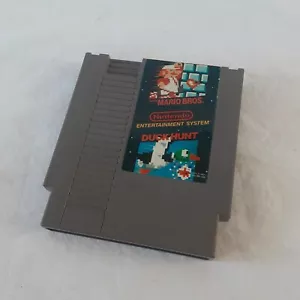 MARIO BROS.
Nintendo
ENTERTAINMENT SYSTEM
DUCK HUNT